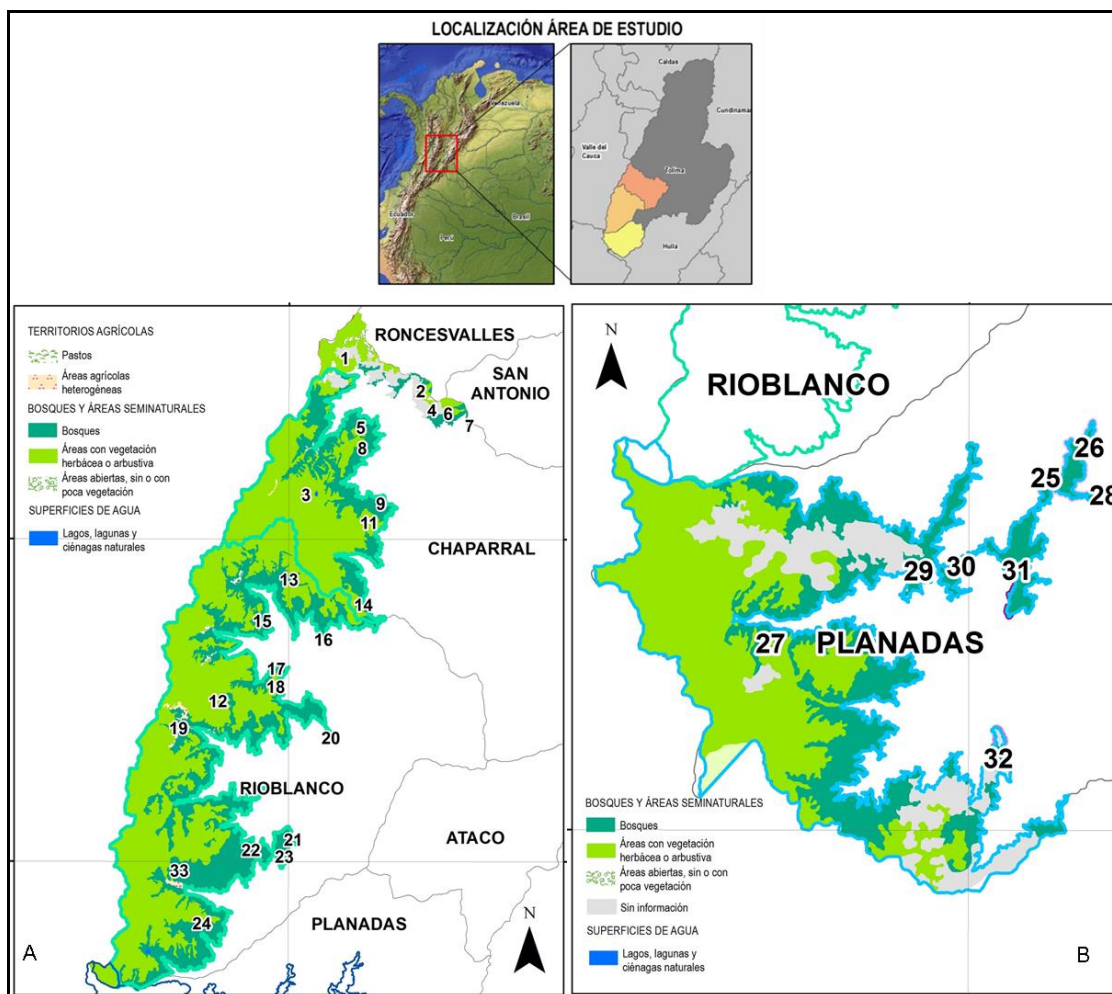 LOCALIZACIÓN ÁREA DE ESTUDIO
Venezuela
Ecuador
Perú
Brasil
Caldas
Cundinamar
Valle del
Cauca
Tolima
Huila
TERRITORIOS AGRÍCOLAS
Pastos
Áreas agrícolas
heterogéneas
BOSQUES Y ÁREAS SEMINATURALES
Bosques
Áreas con vegetación
herbácea o arbustiva
Áreas abiertas, sin o con
poca vegetación
SUPERFICIES DE AGUA
Lagos, lagunas y
ciénagas naturales
RONCESVALLES
SAN
ANTONIO
CHAPARRAL
RIOBLANCO
ATACO
PLANADAS
1
2
4
6
7
5
8
3
9
11
13
14
15
16
17
18
12
19
20
21
22
23
33
24
N
A
N
RIOBLANCO
26
25
28
29
30
31
27
PLANADAS
32
BOSQUES Y ÁREAS SEMINATURALES
Bosques
Áreas con vegetación
herbácea o arbustiva
Áreas abiertas, sin o con
poca vegetación
Sin información
SUPERFICIES DE AGUA
Lagos, lagunas y
ciénagas naturales
B